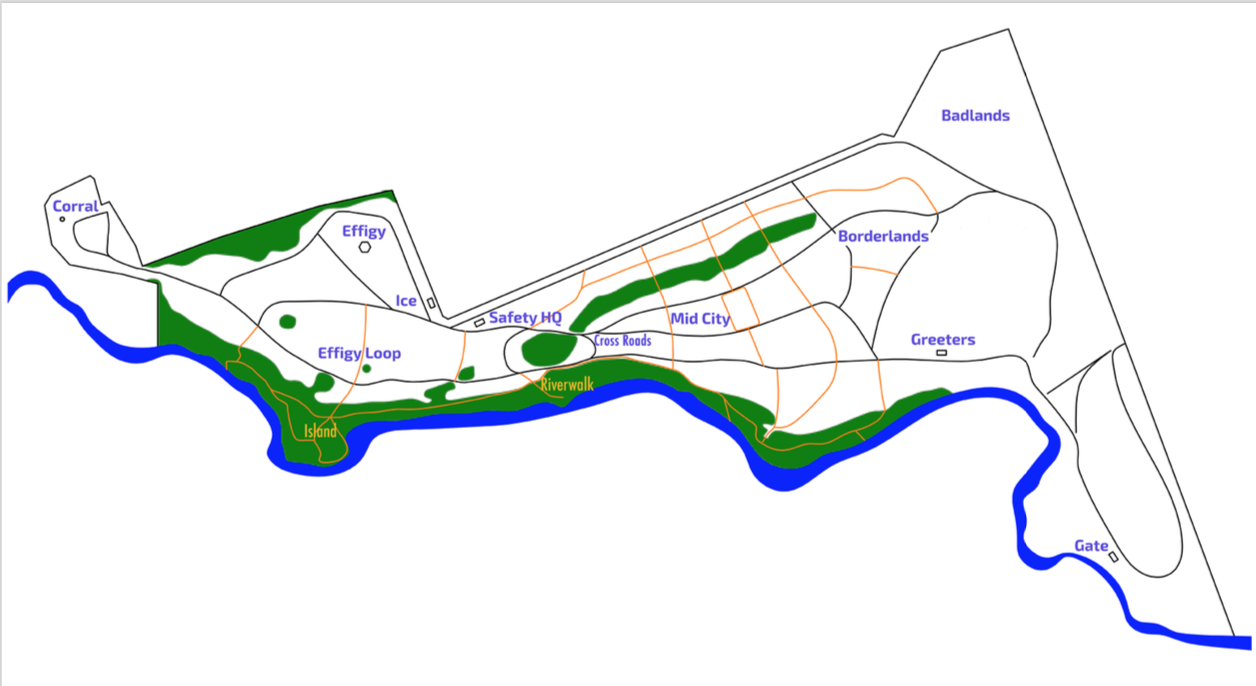 Badlands
Corral
Effigy
Borderlands
Ice
Safety HQ
Mid City
Cross Roads
Greeters
Effigy Loop
Riverwalk
Island
Gate